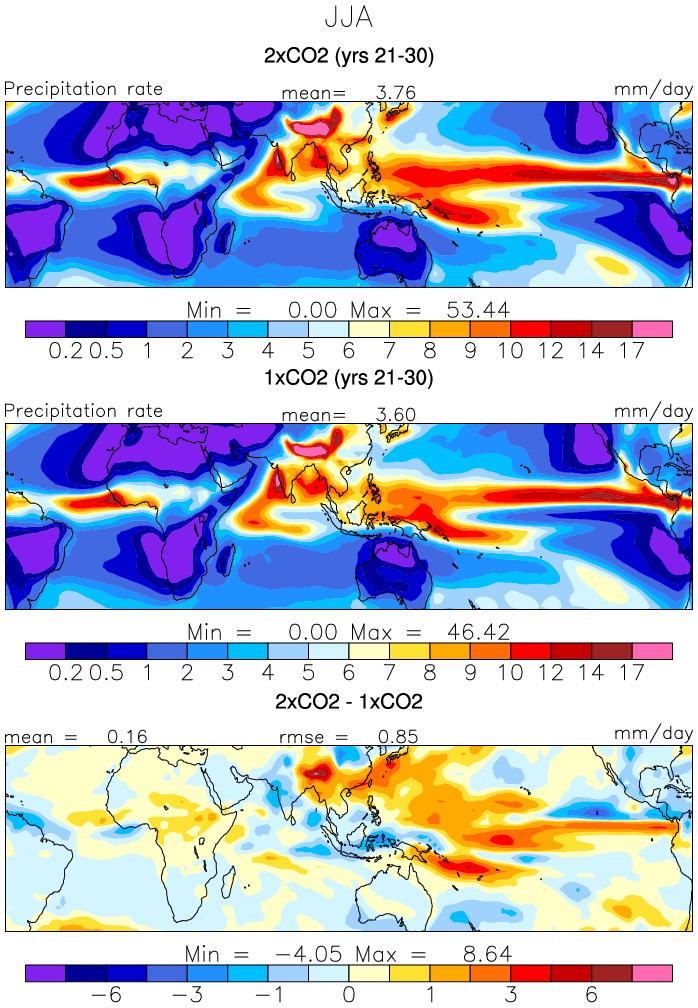 JJA
2xCO2 (yrs 21-30)
Precipitation rate mean= 3.76 mm/day
Min = 0.00 Max = 53.44
0.2 0.5 1 2 3 4 5 6 7 8 9 10 12 14 17
1xCO2 (yrs 21-30)
Precipitation rate mean= 3.60 mm/day
Min = 0.00 Max = 46.42
0.2 0.5 1 2 3 4 5 6 7 8 9 10 12 14 17
2xCO2 - 1xCO2
mean = 0.16 rmse = 0.85 mm/day
Min = -4.05 Max = 8.64
-6 -3 -1 0 1 3 6